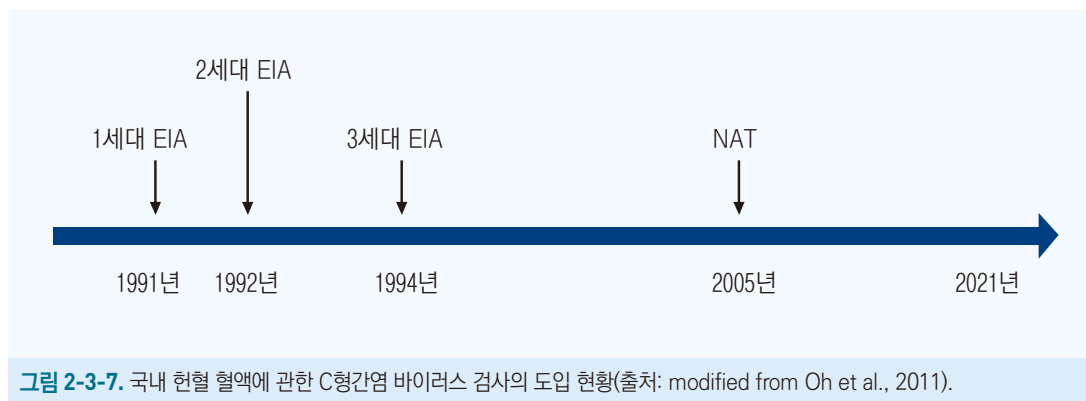 2세대 EIA
1세대 EIA 3세대 EIA NAT
1991년 1992년 1994년 2005년 2021년
그림 2-3-7. 국내 헌혈 혈액에 관한 C형간염 바이러스 검사의 도입 현황(출처: modified from Oh et al., 2011).